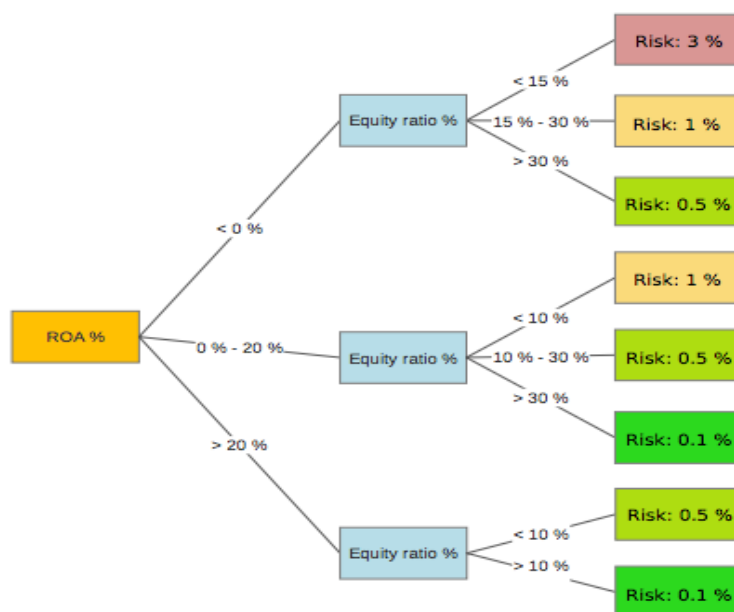 Risk: 3 %
< 15 %
Equity ratio %
15 % - 30 %
Risk: 1 %
> 30 %
Risk: 0.5 %
< 0 %
Risk: 1 %
< 10 %
ROA %
0 % - 20 %
Equity ratio %
10 % - 30 %
Risk: 0.5 %
> 30 %
Risk: 0.1 %
> 20 %
Risk: 0.5 %
< 10 %
Equity ratio %
> 10 %
Risk: 0.1 %